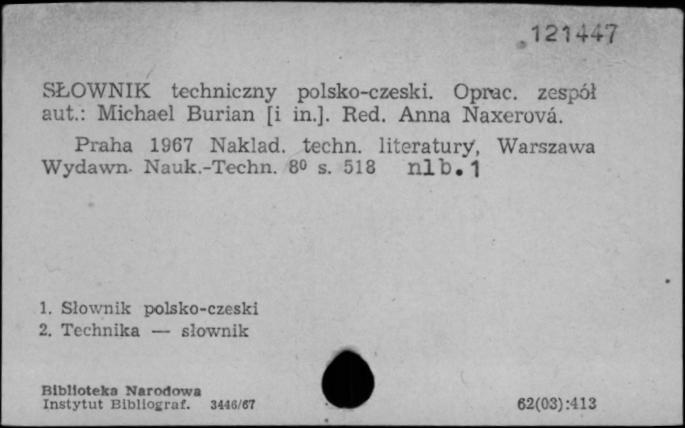 121447
SŁOWNIK techniczny polsko-czeski. Oprac. zespół
aut.: Michael Burian [i in.]. Red. Anna Naxerová.
Praha 1967 Naklad. techn. literatury, Warszawa
Wydawn. Nauk.-Techn. 8⁰ s. 518 nlb. 1
1. Słownik polsko-czeski
2. Technika — słownik
Biblioteka Narodowa
Instytut Bibliograf. 3446/67
62(03):413